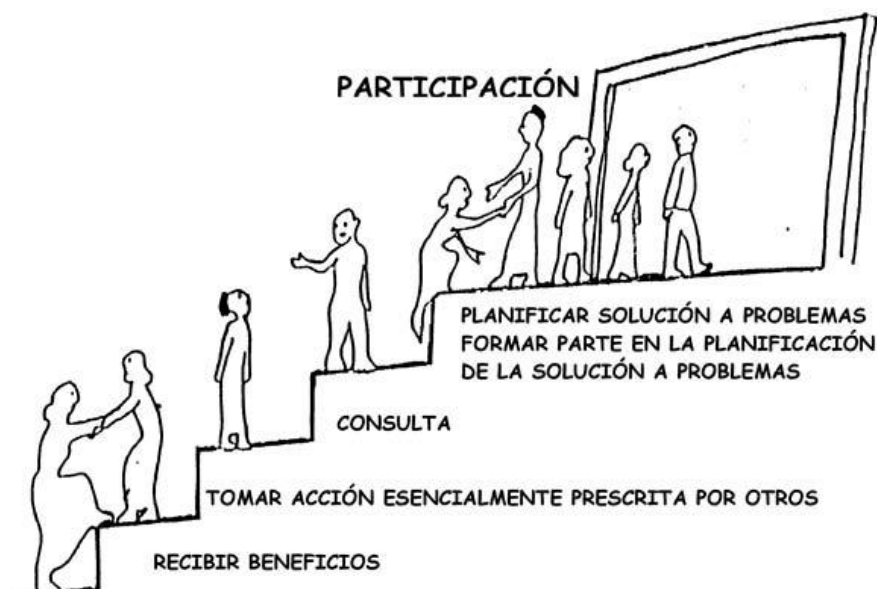 PARTICIPACIÓN
PLANIFICAR SOLUCIÓN A PROBLEMAS
FORMAR PARTE EN LA PLANIFICACIÓN
DE LA SOLUCIÓN A PROBLEMAS
CONSULTA
TOMAR ACCIÓN ESENCIALMENTE PRESCRITA POR OTROS
RECIBIR BENEFICIOS